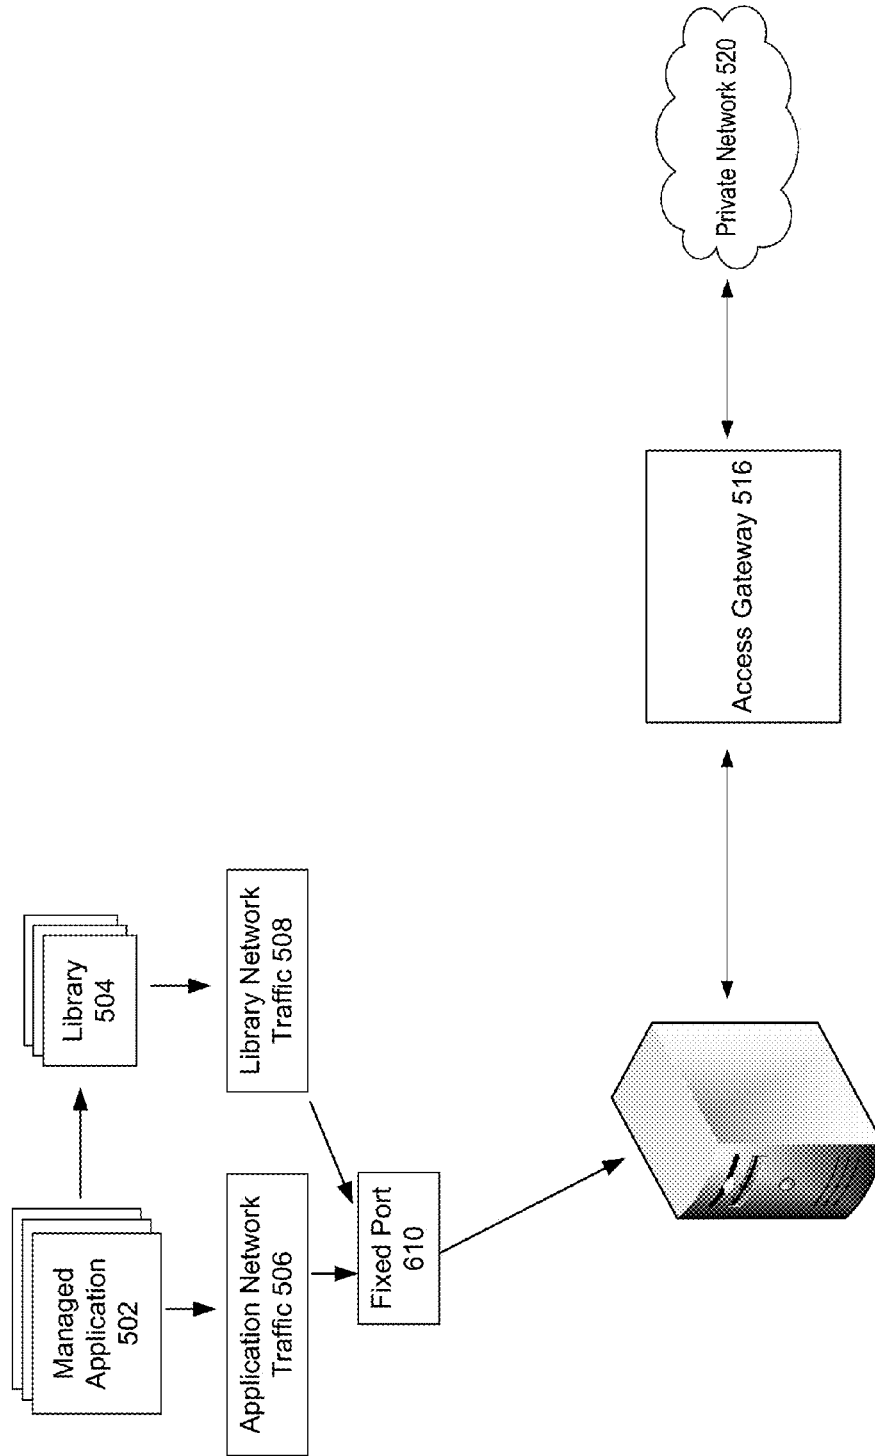 Managed
Application
502
Library
504
Application Network
Traffic 506
Library Network
Traffic 508
Fixed Port
610
Access Gateway 516
Private Network 520